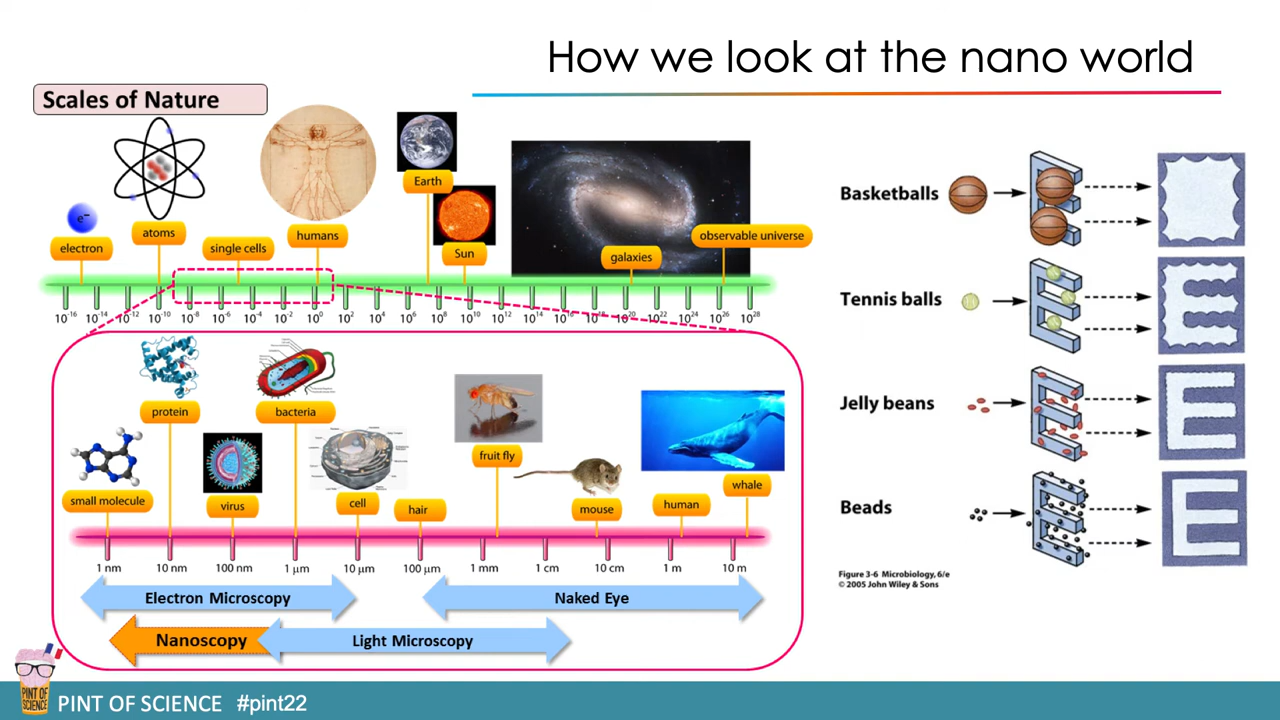 How we look at the nano world
Scales of Nature
e⁻
electron
atoms
single cells
humans
Earth
Sun
galaxies
observable universe
10⁻¹⁶ 10⁻¹⁴ 10⁻¹² 10⁻¹⁰ 10⁻⁸ 10⁻⁶ 10⁻⁴ 10⁻² 10⁰ 10² 10⁴ 10⁶ 10⁸ 10¹⁰ 10¹² 10¹⁴ 10¹⁶ 10¹⁸ 10²⁰ 10²² 10²⁴ 10²⁶ 10²⁸
small molecule
protein
virus
bacteria
cell
hair
fruit fly
mouse
human
whale
1 nm 10 nm 100 nm 1 μm 10 μm 100 μm 1 mm 1 cm 10 cm 1 m 10 m
Electron Microscopy
Naked Eye
Nanoscopy
Light Microscopy
Basketballs
Tennis balls
Jelly beans
Beads
Figure 3-6 Microbiology, 6/e
© 2005 John Wiley & Sons
PINT OF
SCIENCE
PINT OF SCIENCE #pint22